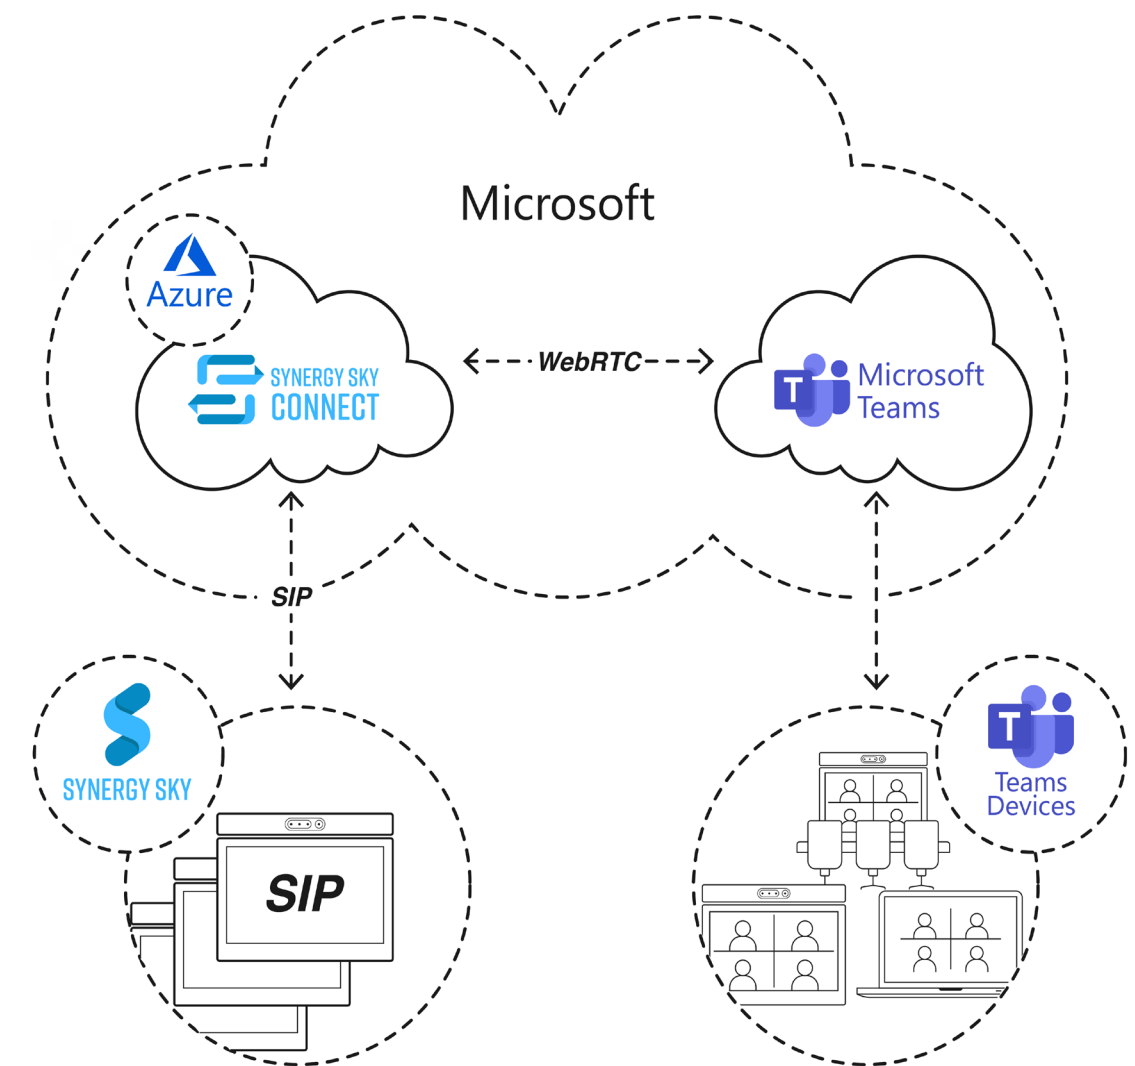 Microsoft
Azure
SYNERGY SKY
CONNECT
WebRTC
T
Microsoft
Teams
SIP
SYNERGY SKY
SIP
T
Teams
Devices